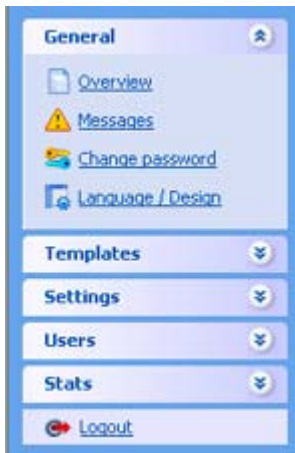 General
Overview
Messages
Change password
Language / Design
Templates
Settings
Users
Stats
Logout